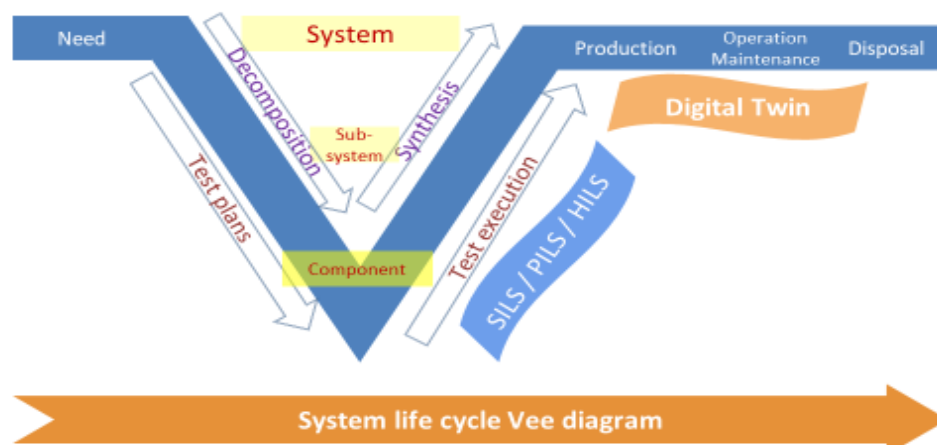 Need
System
Production
Operation
Maintenance
Disposal
Decomposition
Synthesis
Digital Twin
Sub-
system
Test plans
Test execution
SILS / PILS / HILS
Component
System life cycle Vee diagram